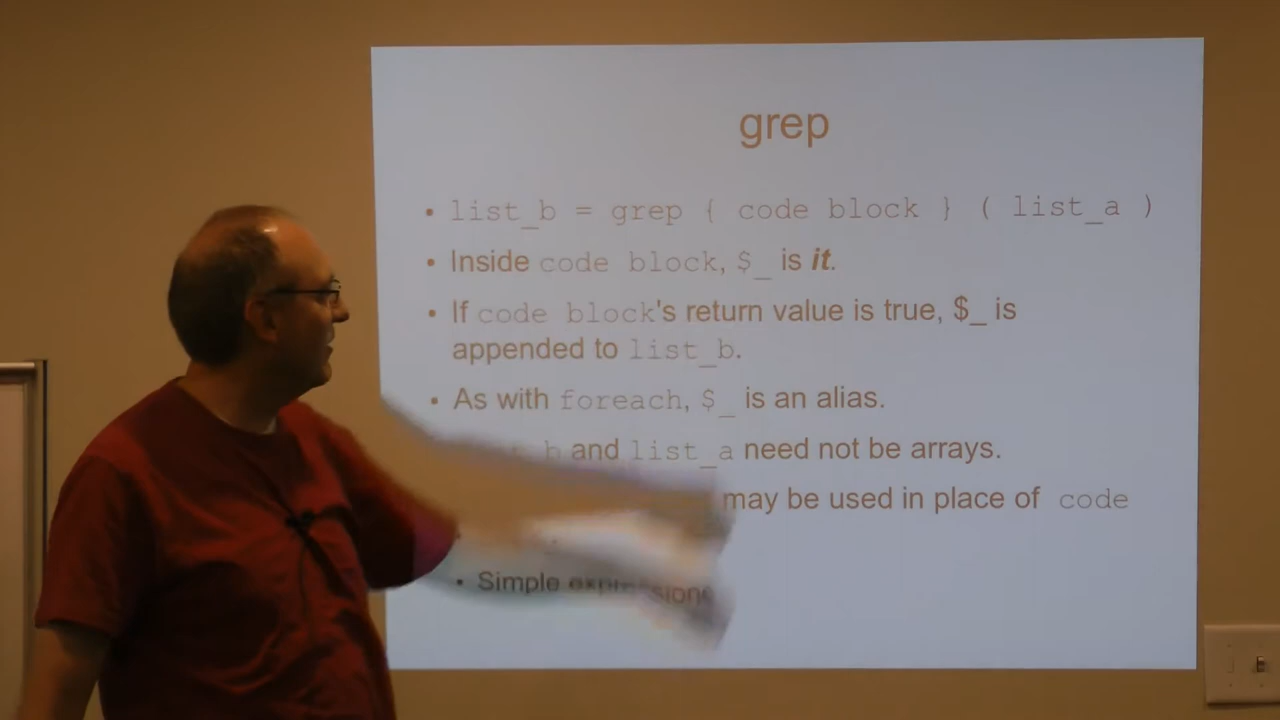 grep
• list_b = grep { code block } ( list_a )
• Inside code block, $_ is it.
• If code block's return value is true, $_ is
appended to list_b.
• As with foreach, $_ is an alias.
and list_a need not be arrays.
may be used in place of code
• Simple expressions